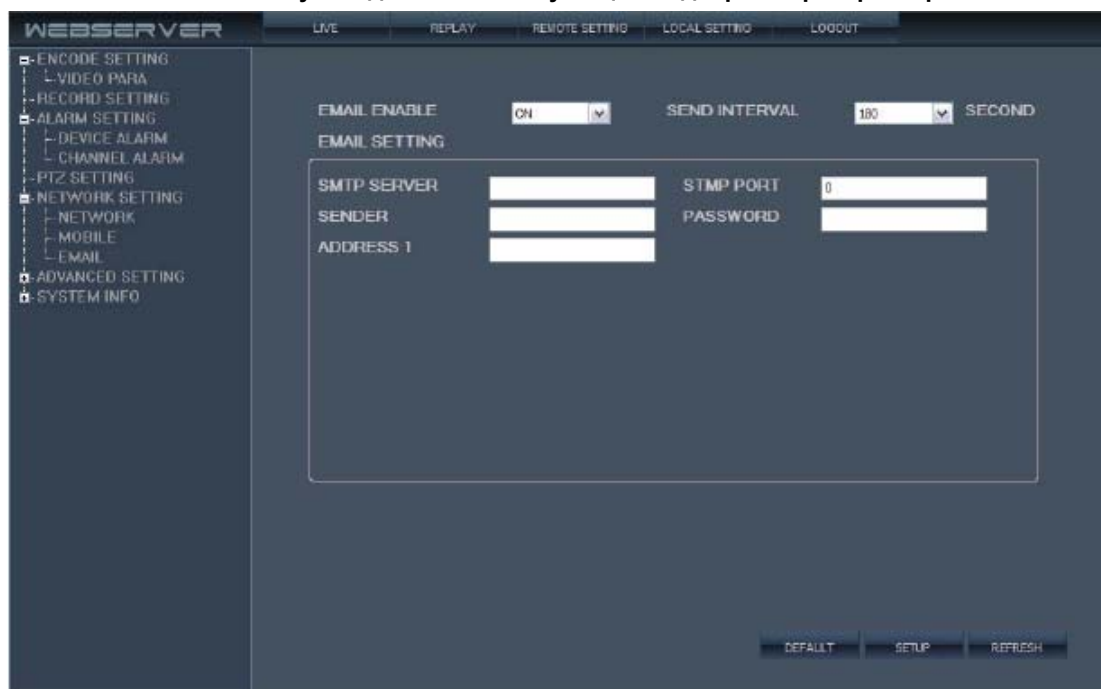 WEBSERVER
LIVE REPLAY REMOTE SETTING LOCAL SETTING LOGOUT
ENCODE SETTING
VIDEO PARA
RECORD SETTING
ALARM SETTING
DEVICE ALARM
CHANNEL ALARM
PTZ SETTING
NETWORK SETTING
NETWORK
MOBILE
EMAIL
ADVANCED SETTING
SYSTEM INFO
EMAIL ENABLE ON SEND INTERVAL 180 SECOND
EMAIL SETTING
SMTP SERVER STMP PORT 0
SENDER PASSWORD
ADDRESS 1
DEFAULT SETUP REFRESH